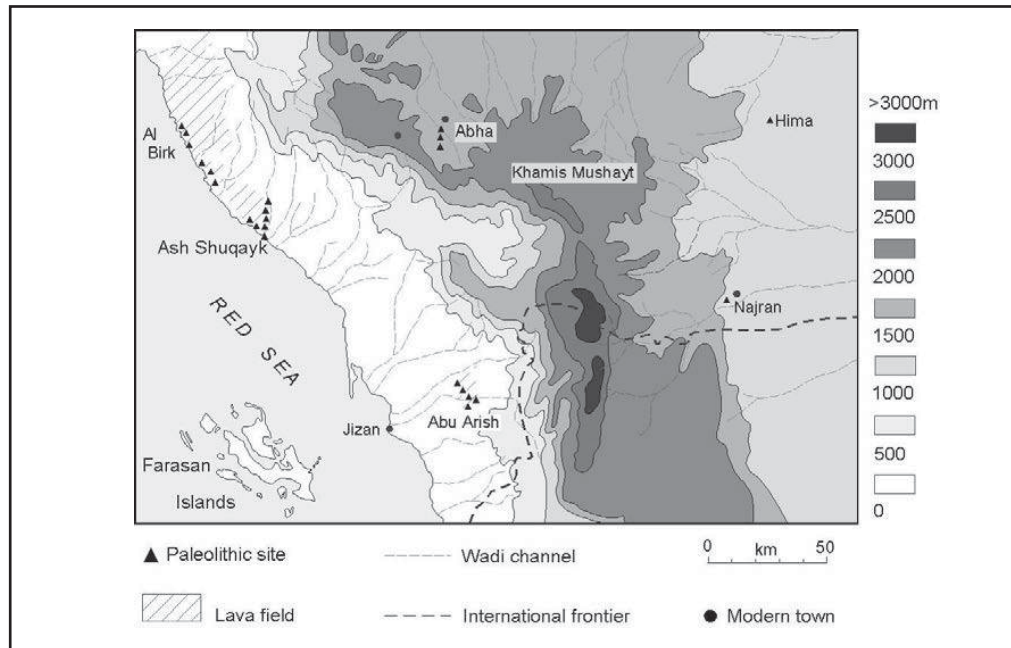 Al
Birk
Abha
Hima
Khamis Mushayt
Ash Shuqayk
RED SEA
Najran
Jizan
Abu Arish
Farasan
Islands
>3000m
3000
2500
2000
1500
1000
500
0
Paleolithic site
Wadi channel
0 km 50
Lava field
International frontier
Modern town